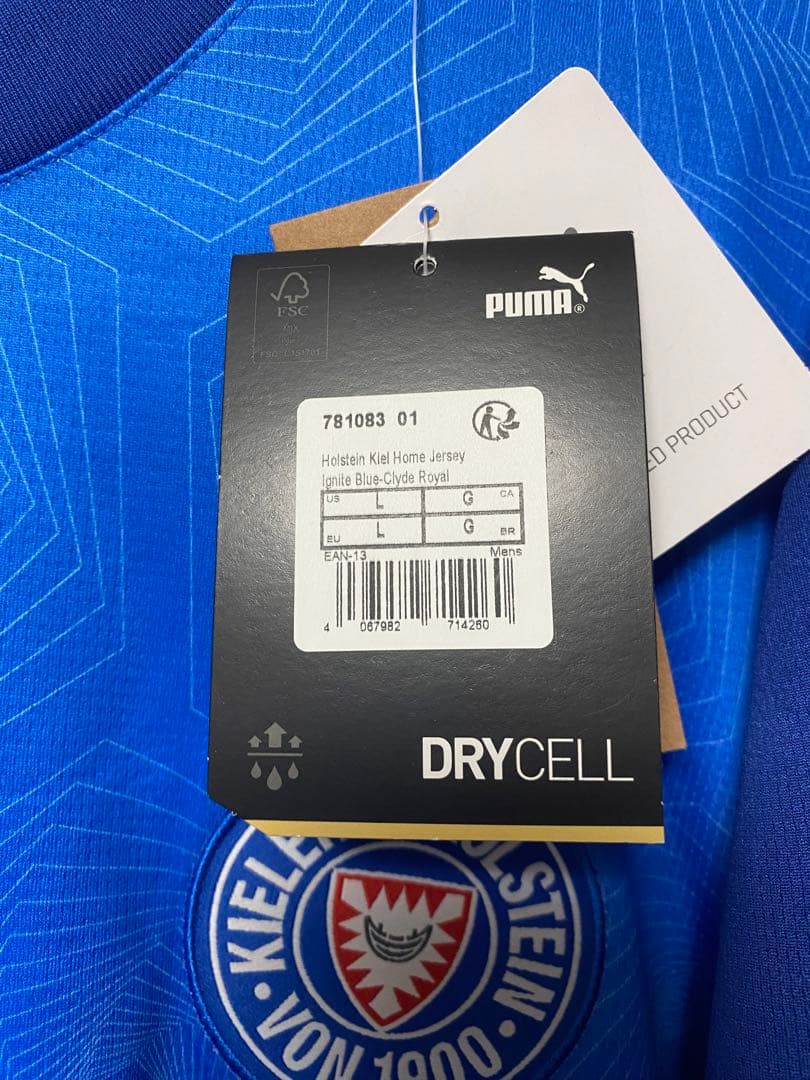 FSC
PUMA®
781083 01
Holstein Kiel Home Jersey
Ignite Blue-Clyde Royal
US L G CA
EU L G BR
EAN-13 Mens
4 067982 714260
ED PRODUCT
DRYCELL
HOLSTEIN
VON 1900